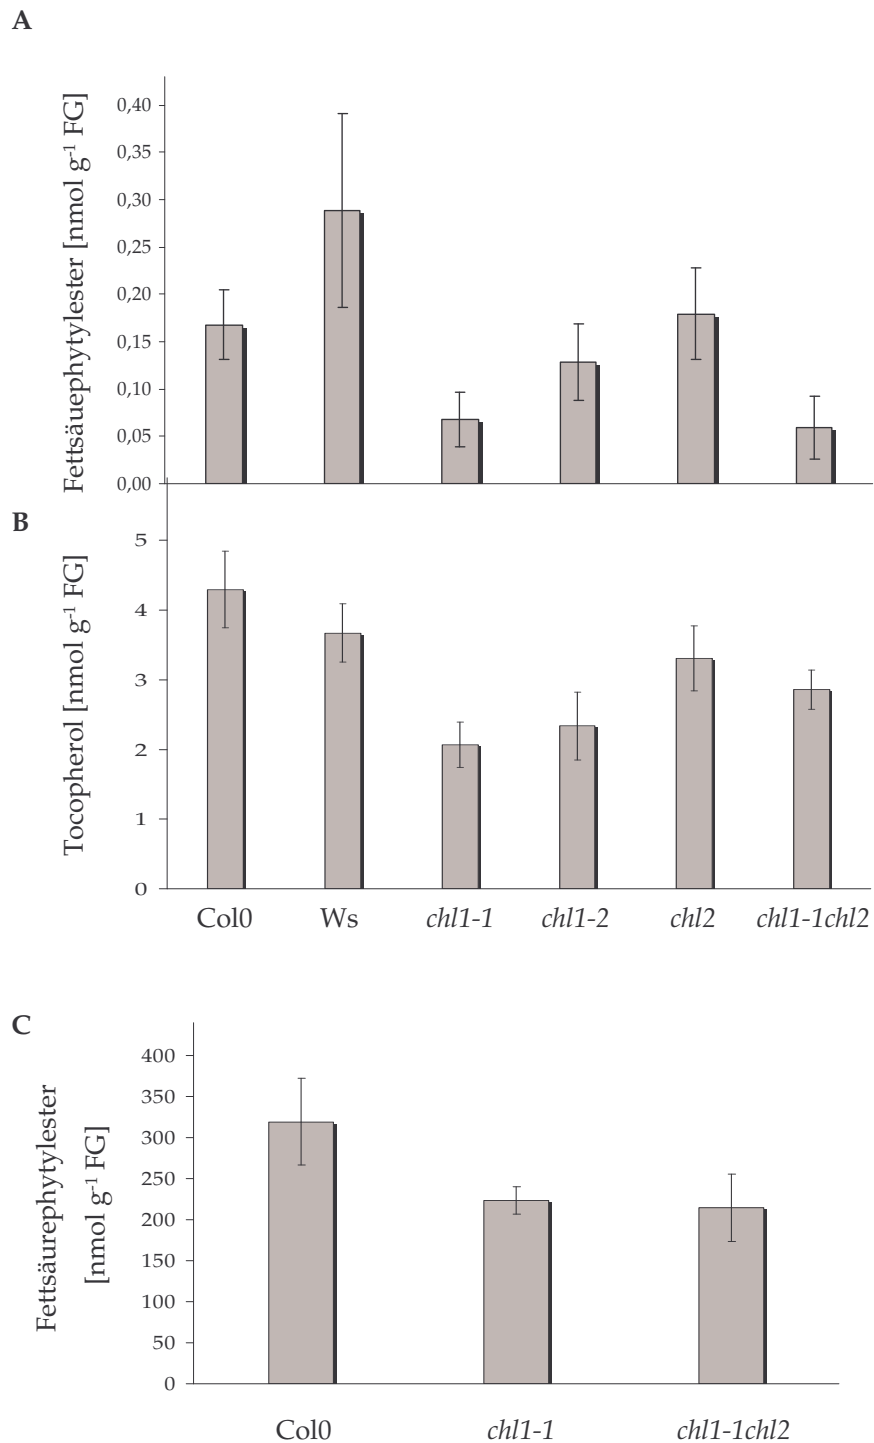 A
Fettsäuephytylester [nmol g-1 FG]
0,40
0,35
0,30
0,25
0,20
0,15
0,10
0,05
0,00
B
Tocopherol [nmol g-1 FG]
5
4
3
2
1
0
Col0 Ws chl1-1 chl1-2 chl2 chl1-1chl2
C
Fettsäurephytylester
[nmol g-1 FG]
400
350
300
250
200
150
100
50
0
Col0 chl1-1 chl1-1chl2